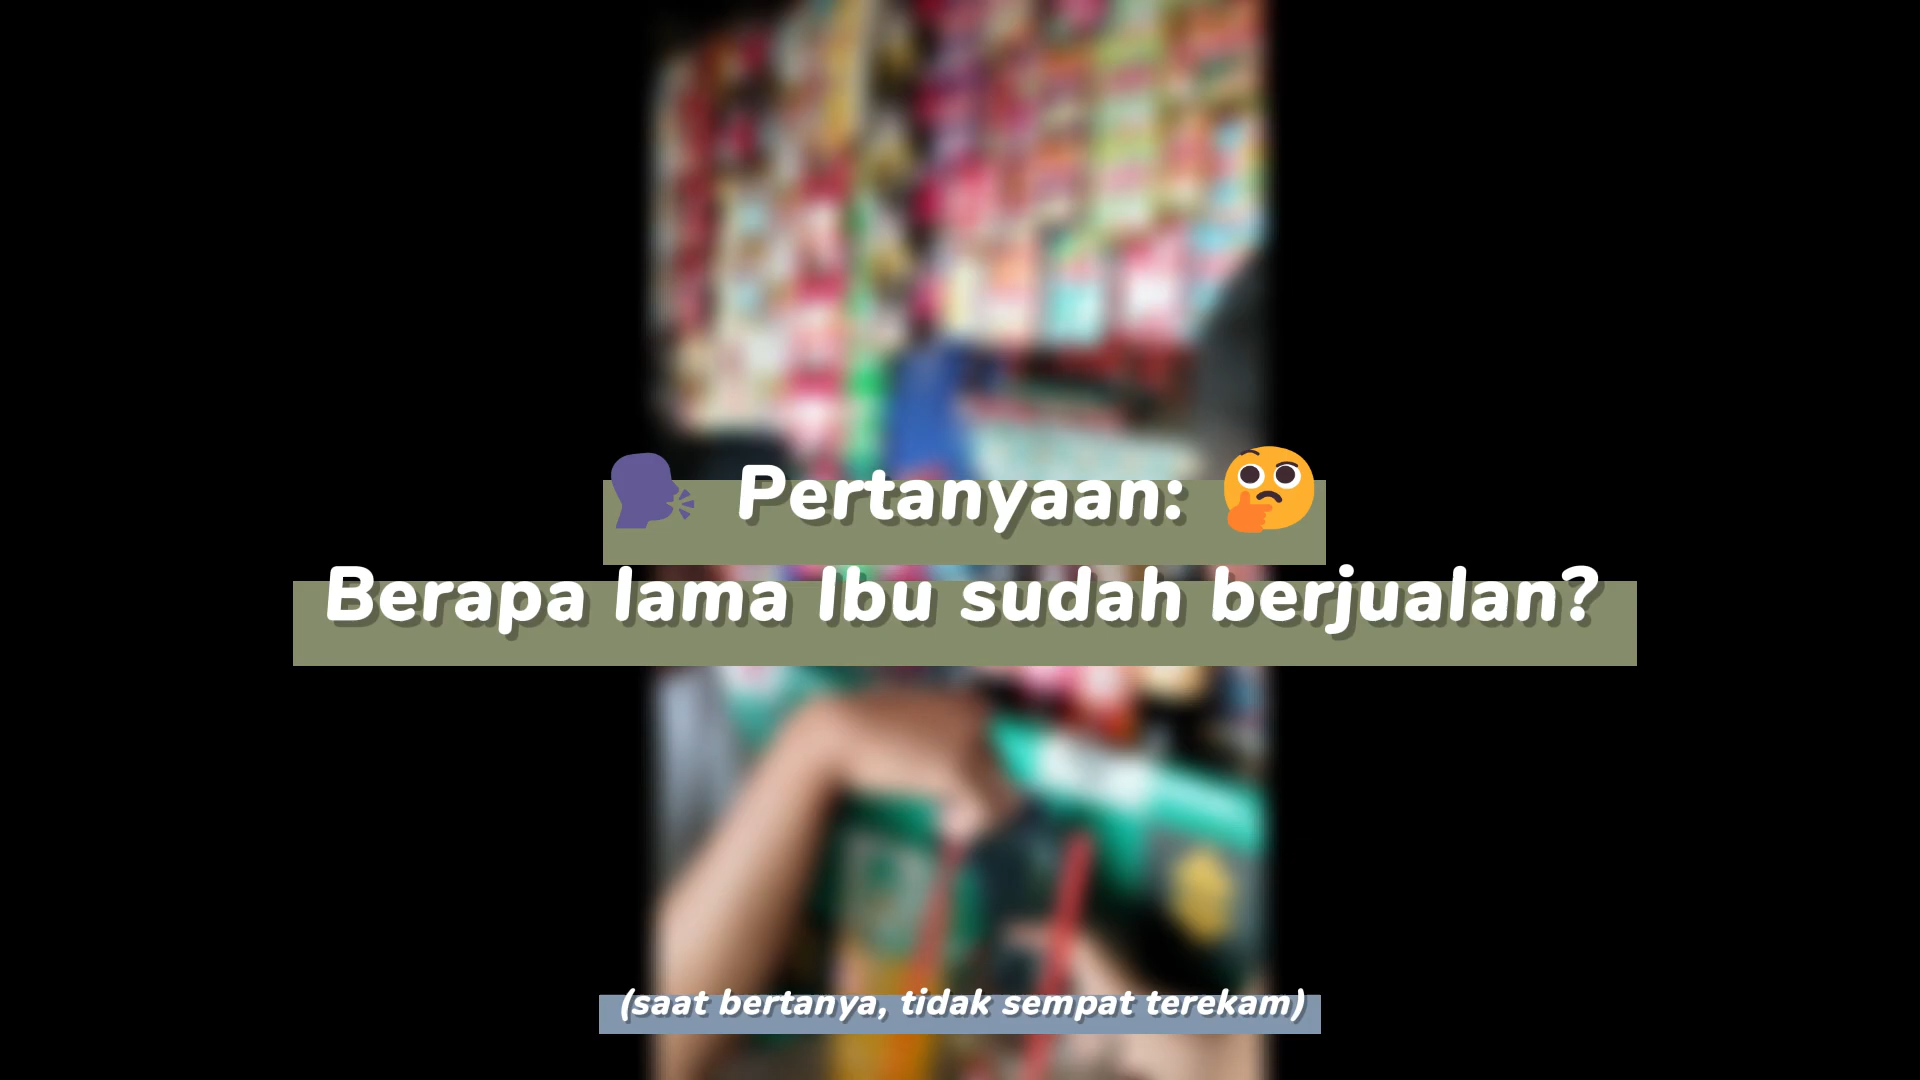 🗣 Pertanyaan: 🤔
Berapa lama Ibu sudah berjualan?
(saat bertanya, tidak sempat terekam)